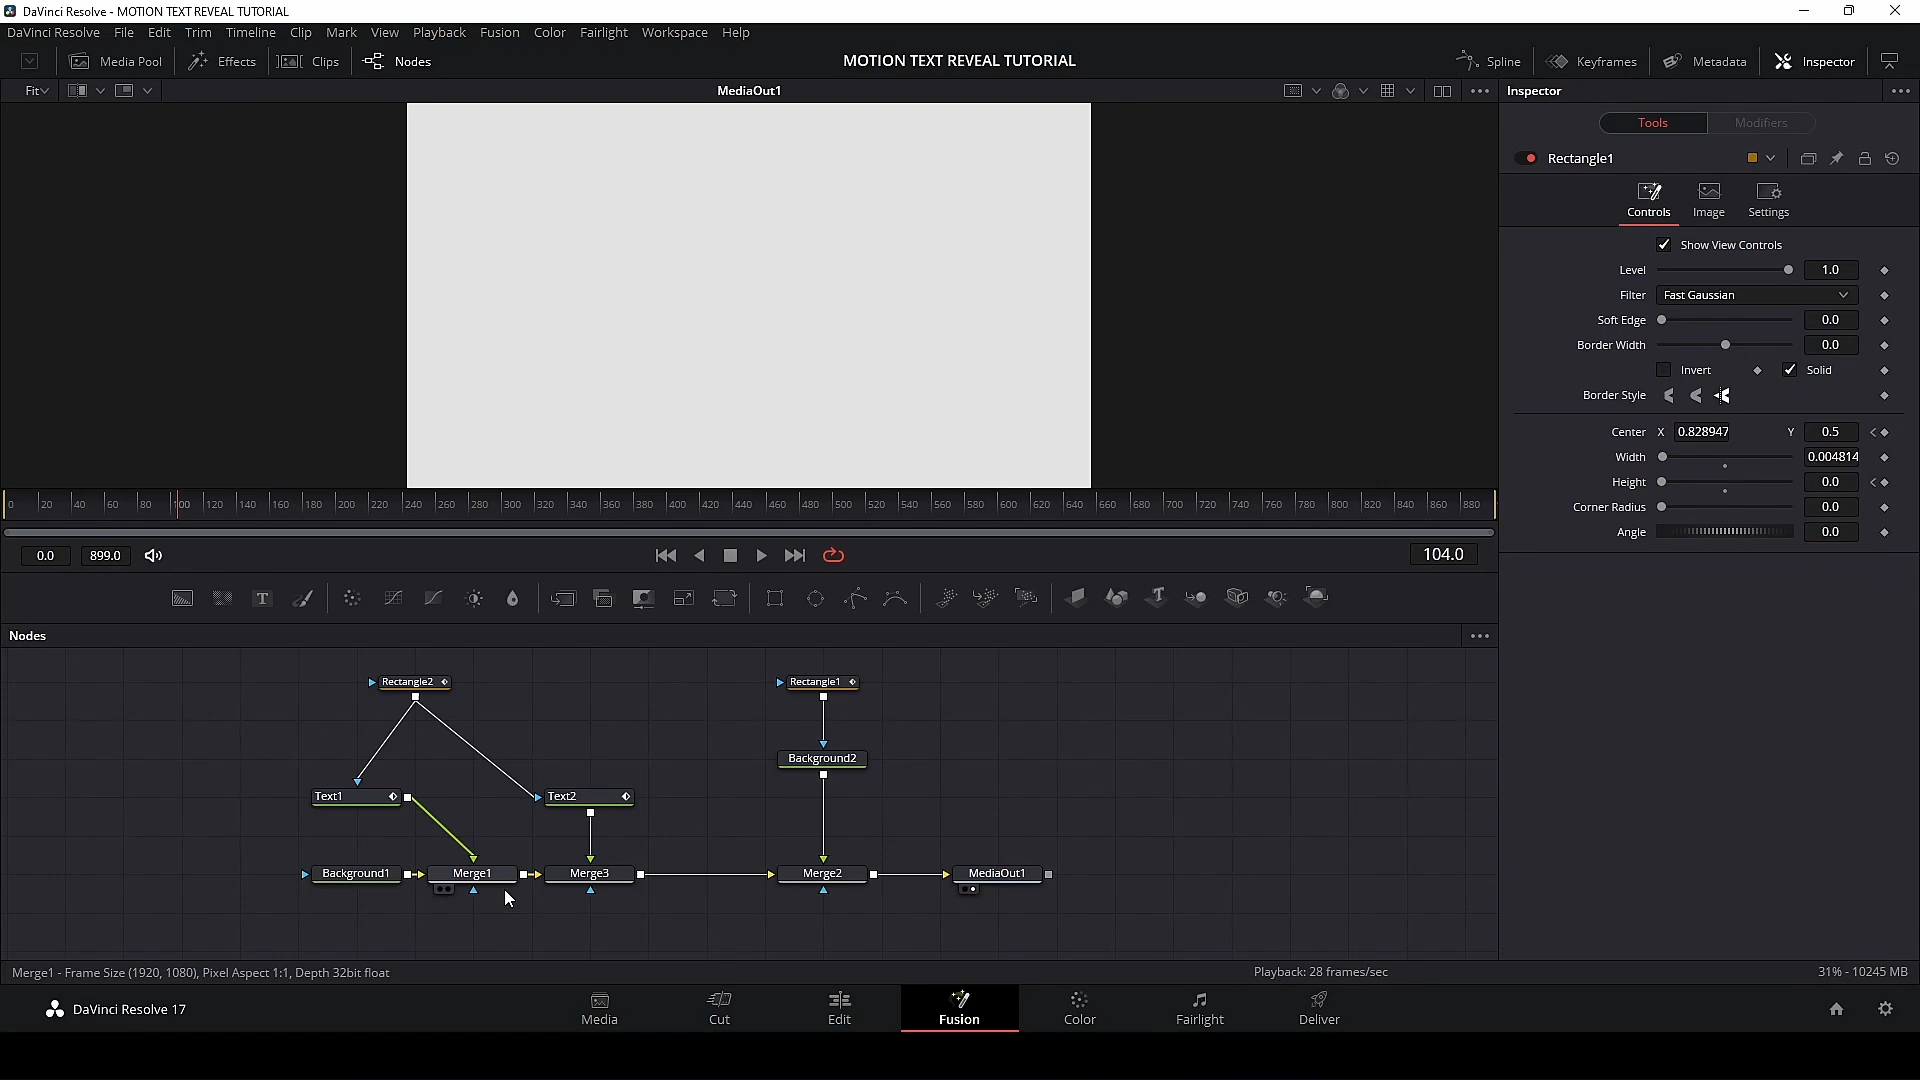 DaVinci Resolve - MOTION TEXT REVEAL TUTORIAL
DaVinci Resolve File Edit Trim Timeline Clip Mark View Playback Fusion Color Fairlight Workspace Help
Media Pool Effects Clips Nodes MOTION TEXT REVEAL TUTORIAL Spline Keyframes Metadata Inspector
Fit MediaOut1 Inspector
Tools Modifiers
Rectangle1
Controls Image Settings
Show View Controls
Level 1.0
Filter Fast Gaussian
Soft Edge 0.0
Border Width 0.0
Invert Solid
Border Style
Center X 0.828947 Y 0.5
Width 0.004814
Height 0.0
Corner Radius 0.0
Angle 0.0
0 20 40 60 80 100 120 140 160 180 200 220 240 260 280 300 320 340 360 380 400 420 440 460 480 500 520 540 560 580 600 620 640 660 680 700 720 740 760 780 800 820 840 860 880
0.0 899.0 104.0
Nodes
Rectangle2 Rectangle1
Background2
Text1 Text2
Background1 Merge1 Merge3 Merge2 MediaOut1
Merge1 - Frame Size (1920, 1080), Pixel Aspect 1:1, Depth 32bit float Playback: 28 frames/sec 31% - 10245 MB
DaVinci Resolve 17 Media Cut Edit Fusion Color Fairlight Deliver